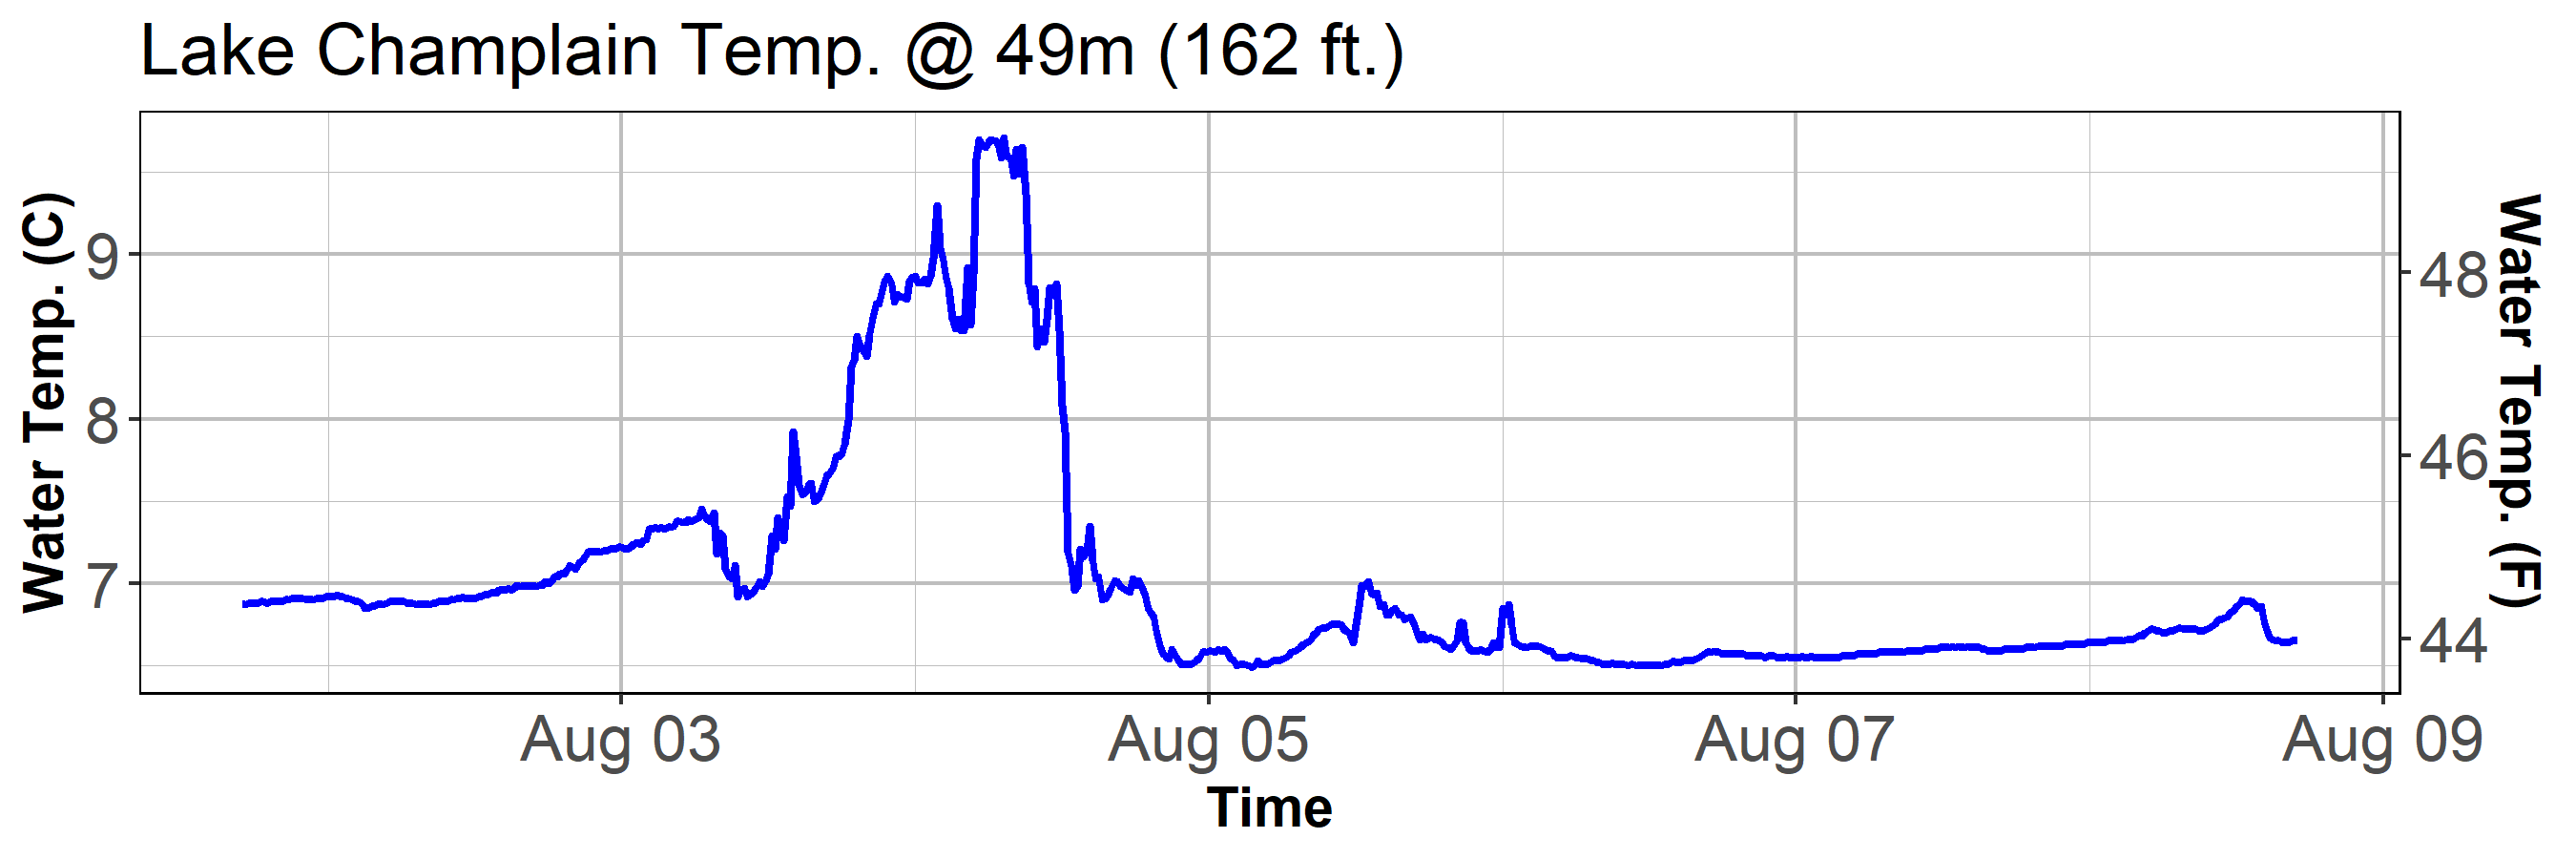 Lake Champlain Temp. @ 49m (162 ft.)
Water Temp. (C)
9
8
7
48
46
44
Water Temp. (F)
Aug 03
Aug 05
Aug 07
Aug 09
Time